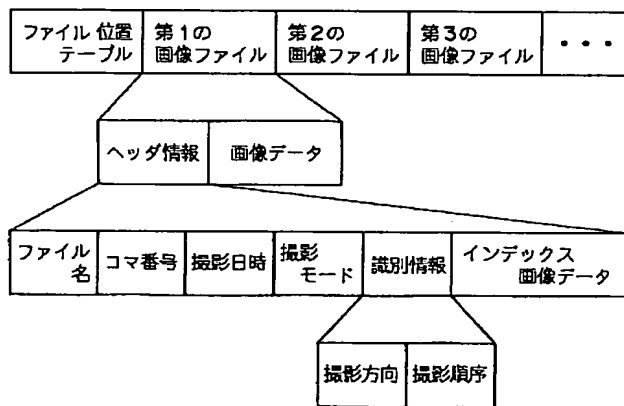 ファイル位置
テーブル
第1の
画像ファイル
第2の
画像ファイル
第3の
画像ファイル
・・・
ヘッダ情報
画像データ
ファイル
名
コマ番号
撮影日時
撮影
モード
識別情報
インデックス
画像データ
撮影方向
撮影順序